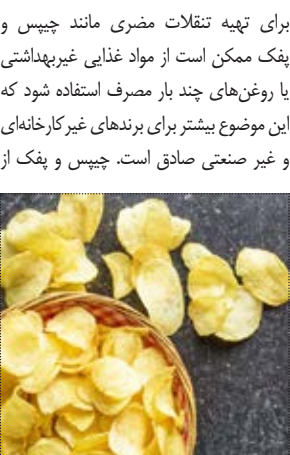 برای تهیه تنقلات مضری مانند چیپس و
پفک ممکن است از مواد غذایی غیربهداشتی
یا روغن‌های چند بار مصرف استفاده شود که
این موضوع بیشتر برای برندهای غیرکارخانه‌ای
و غیر صنعتی صادق است. چیپس و پفک از